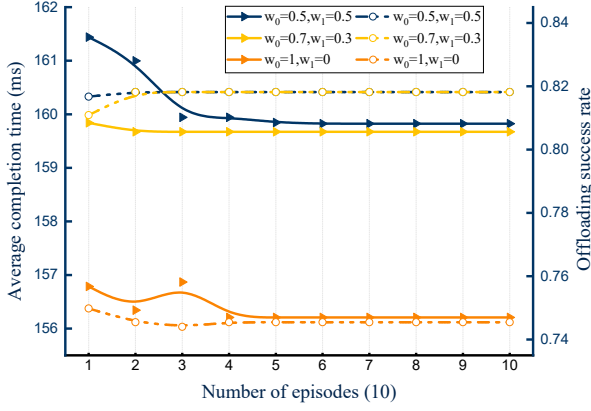 162
161
160
159
158
157
156
Average completion time (ms)
w₀=0.5,w₁=0.5
w₀=0.5,w₁=0.5
w₀=0.7,w₁=0.3
w₀=0.7,w₁=0.3
w₀=1,w₁=0
w₀=1,w₁=0
0.84
0.82
0.80
0.78
0.76
0.74
Offloading success rate
1 2 3 4 5 6 7 8 9 10
Number of episodes (10)